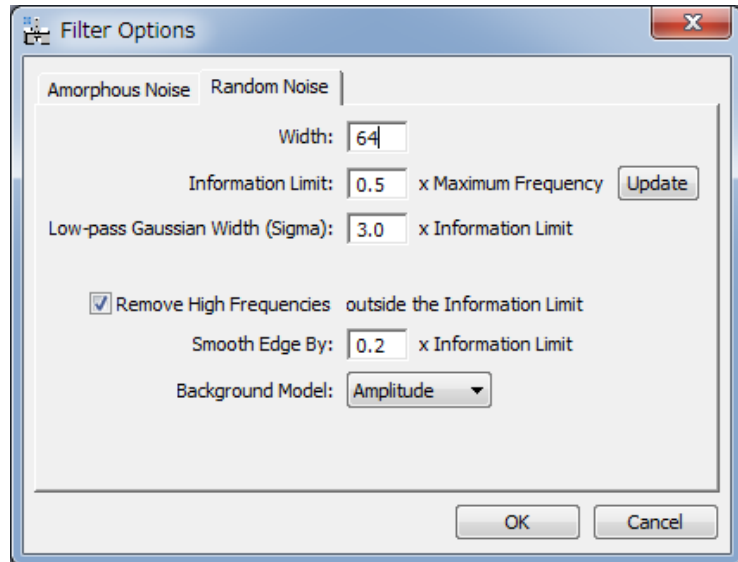 Filter Options
Amorphous Noise Random Noise
Width: 64
Information Limit: 0.5 x Maximum Frequency Update
Low-pass Gaussian Width (Sigma): 3.0 x Information Limit
Remove High Frequencies outside the Information Limit
Smooth Edge By: 0.2 x Information Limit
Background Model: Amplitude
OK Cancel